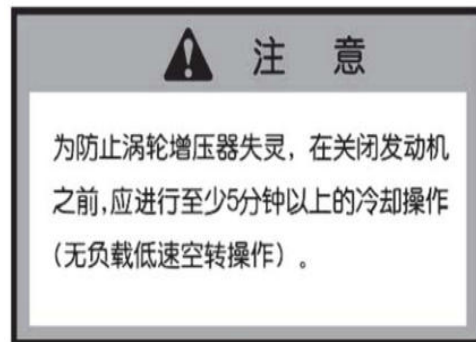 注 意
为防止涡轮增压器失灵，在关闭发动机
之前,应进行至少5分钟以上的冷却操作
（无负载低速空转操作）。